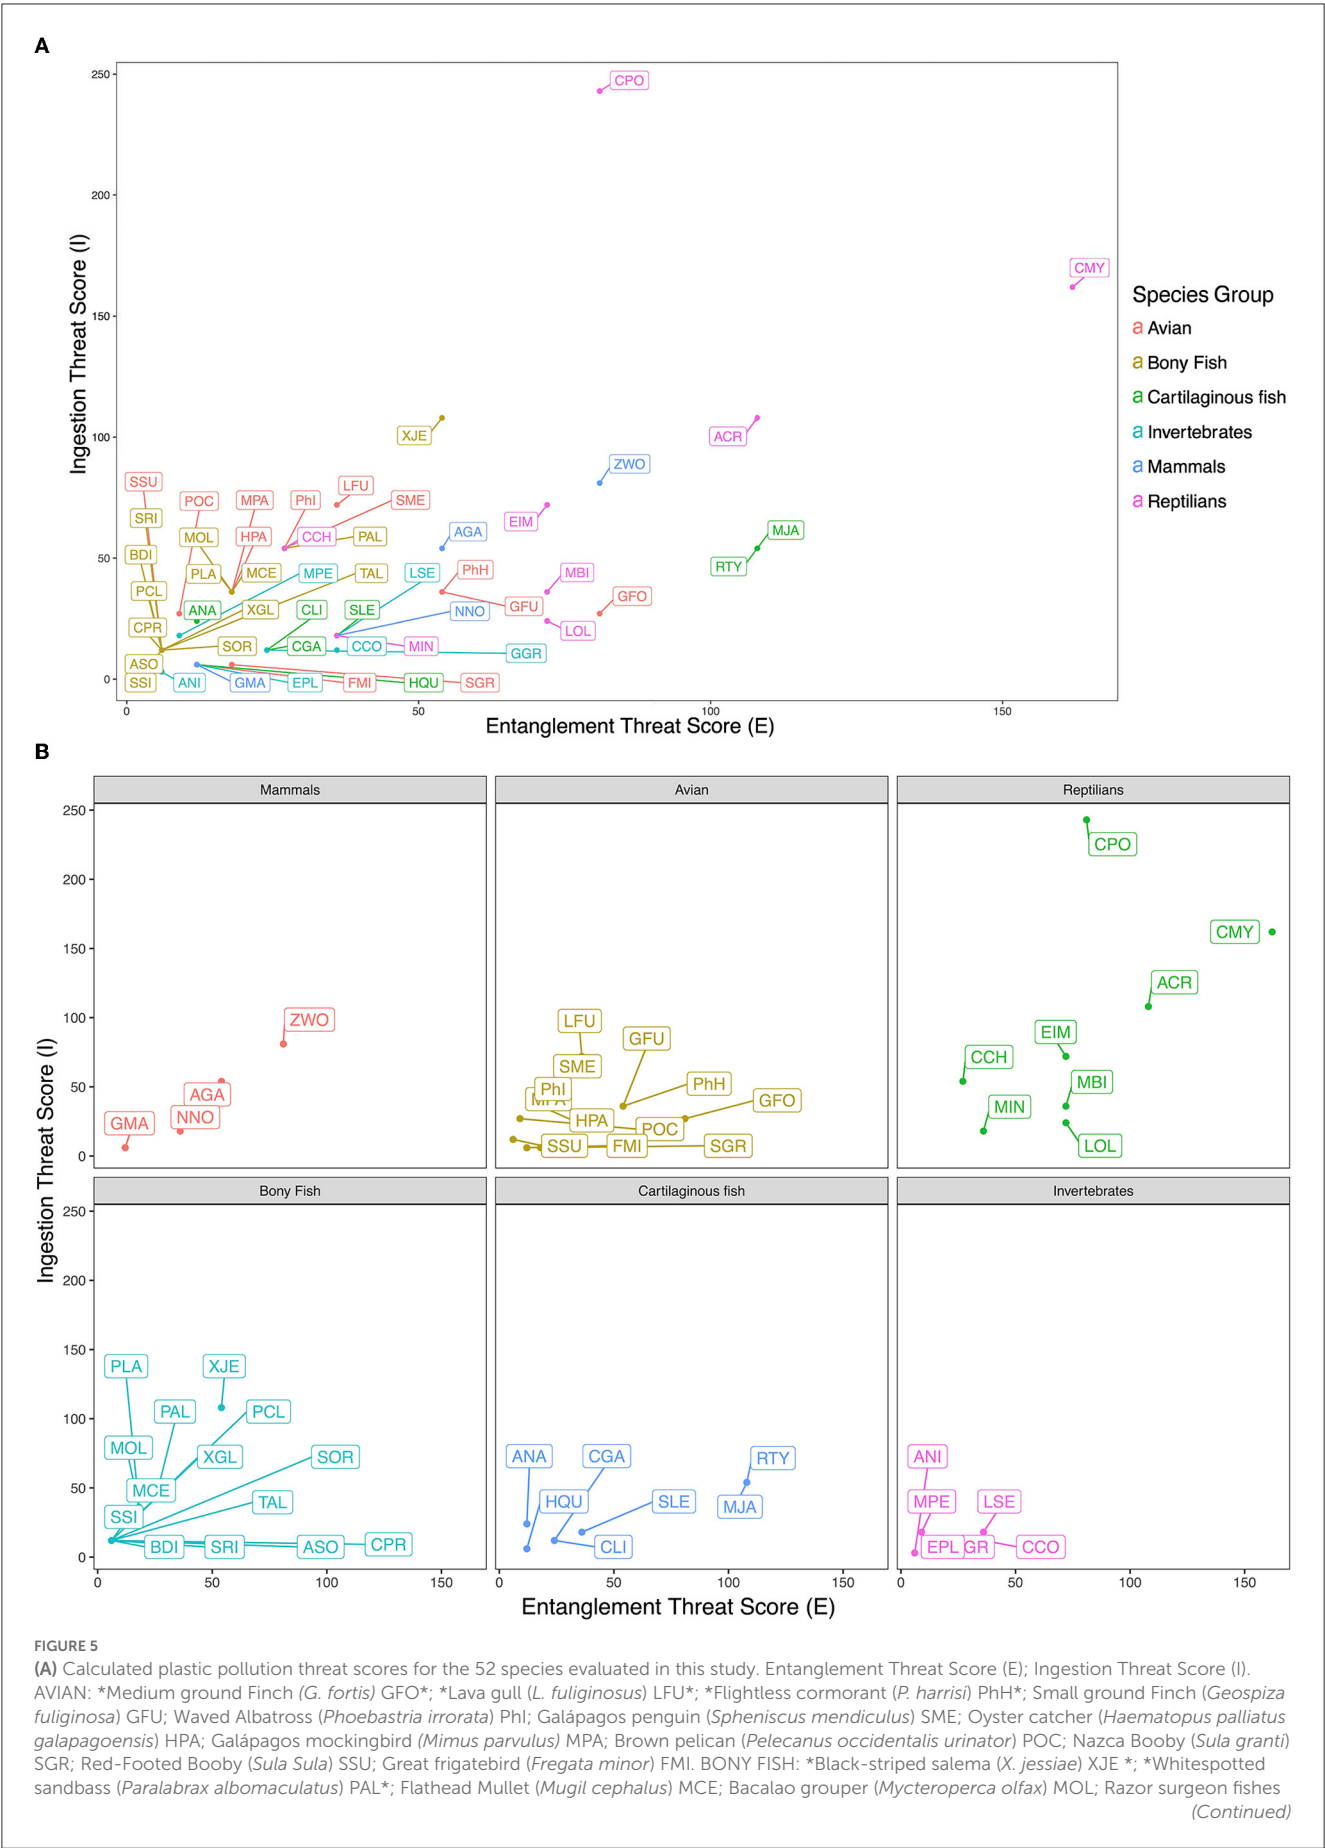 A
250
CPO
200
CMY
Species Group
a Avian
a Bony Fish
a Cartilaginous fish
a Invertebrates
a Mammals
a Reptilians
150
Ingestion Threat Score (I)
100
XJE
ACR
ZWO
SSU
POC
MPA
PhI
LFU
SME
SRI
EIM
MOL
HPA
CCH
PAL
AGA
MJA
BDI
50
RTY
PLA
MCE
MPE
TAL
LSE
PhH
MBI
PCL
ANA
XGL
CLI
SLE
NNO
GFU
GFO
CPR
LOL
SOR
CGA
CCO
MIN
GGR
ASO
0
SSI
ANI
GMA
EPL
FMI
HQU
SGR
0
50
100
150
Entanglement Threat Score (E)
B
Mammals
Avian
Reptilians
250
200
150
100
50
0
ZWO
AGA
NNO
GMA
LFU
GFU
SME
PhI
MPA
PhH
GFO
HPA
POC
SSU
FMI
SGR
CPO
CMY
ACR
EIM
CCH
MBI
MIN
LOL
Ingestion Threat Score (I)
Bony Fish
Cartilaginous fish
Invertebrates
250
200
150
100
50
0
PLA
XJE
PAL
PCL
MOL
XGL
SOR
MCE
TAL
SSI
BDI
SRI
ASO
CPR
ANA
CGA
RTY
HQU
SLE
MJA
CLI
ANI
MPE
LSE
EPL
GR
CCO
0
50
100
150
0
50
100
150
0
50
100
150
Entanglement Threat Score (E)
FIGURE 5
(A) Calculated plastic pollution threat scores for the 52 species evaluated in this study. Entanglement Threat Score (E); Ingestion Threat Score (I).
AVIAN: *Medium ground Finch (G. fortis) GFO*; *Lava gull (L. fuliginosus) LFU*; *Flightless cormorant (P. harrisi) PhH*; Small ground Finch (Geospiza
fuliginosa) GFU; Waved Albatross (Phoebastria irrorata) PhI; Galápagos penguin (Spheniscus mendiculus) SME; Oyster catcher (Haematopus palliatus
galapagoensis) HPA; Galápagos mockingbird (Mimus parvulus) MPA; Brown pelican (Pelecanus occidentalis urinator) POC; Nazca Booby (Sula granti)
SGR; Red-Footed Booby (Sula Sula) SSU; Great frigatebird (Fregata minor) FMI. BONY FISH: *Black-striped salema (X. jessiae) XJE *; *Whitespotted
sandbass (Paralabrax albomaculatus) PAL*; Flathead Mullet (Mugil cephalus) MCE; Bacalao grouper (Mycteroperca olfax) MOL; Razor surgeon fishes
(Continued)